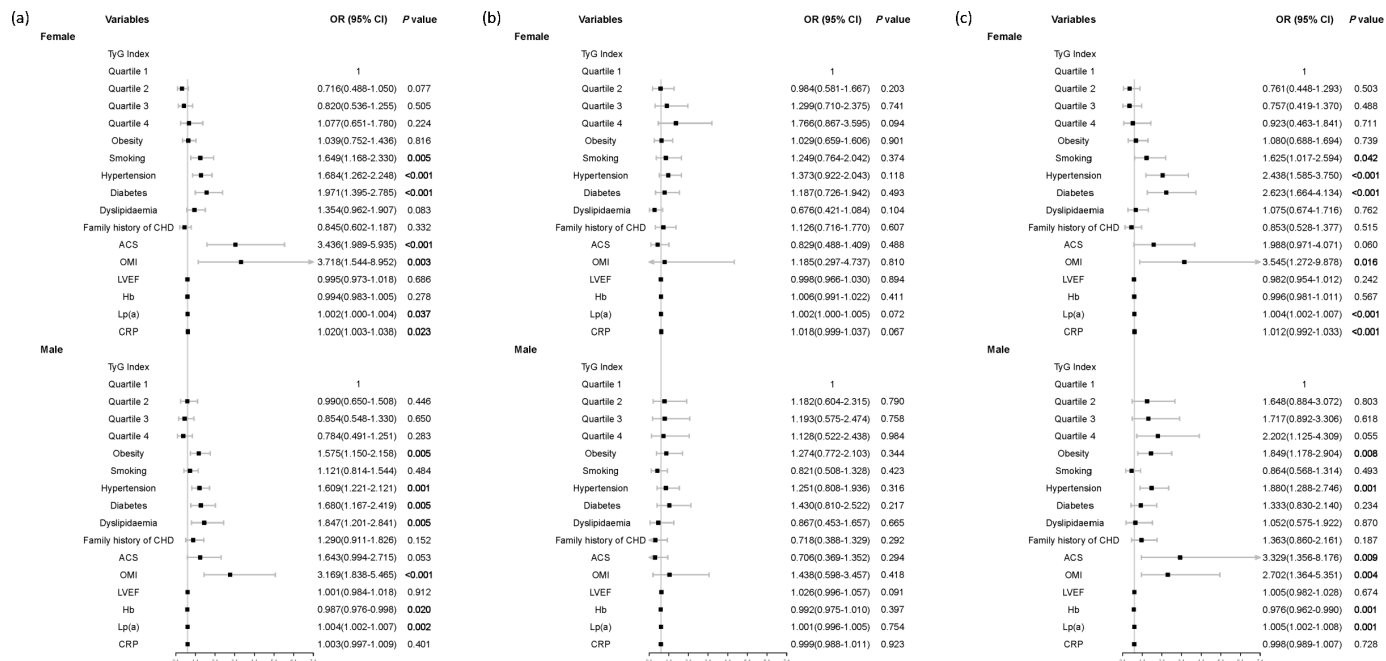 (a) Variables OR (95% CI) P value
Female
TyG Index
Quartile 1 1
Quartile 2 0.716(0.488-1.050) 0.077
Quartile 3 0.820(0.536-1.255) 0.505
Quartile 4 1.077(0.651-1.780) 0.224
Obesity 1.039(0.752-1.436) 0.816
Smoking 1.649(1.168-2.330) 0.005
Hypertension 1.684(1.262-2.248) <0.001
Diabetes 1.971(1.395-2.785) <0.001
Dyslipidaemia 1.354(0.962-1.907) 0.083
Family history of CHD 0.845(0.602-1.187) 0.332
ACS 3.436(1.989-5.935) <0.001
OMI 3.718(1.544-8.952) 0.003
LVEF 0.995(0.973-1.018) 0.686
Hb 0.994(0.983-1.005) 0.278
Lp(a) 1.002(1.000-1.004) 0.037
CRP 1.020(1.003-1.038) 0.023
Male
TyG Index
Quartile 1 1
Quartile 2 0.990(0.650-1.508) 0.446
Quartile 3 0.854(0.548-1.330) 0.650
Quartile 4 0.784(0.491-1.251) 0.283
Obesity 1.575(1.150-2.158) 0.005
Smoking 1.121(0.814-1.544) 0.484
Hypertension 1.609(1.221-2.121) 0.001
Diabetes 1.680(1.167-2.419) 0.005
Dyslipidaemia 1.847(1.201-2.841) 0.005
Family history of CHD 1.290(0.911-1.826) 0.152
ACS 1.643(0.994-2.715) 0.053
OMI 3.169(1.838-5.465) <0.001
LVEF 1.001(0.984-1.018) 0.912
Hb 0.987(0.976-0.998) 0.020
Lp(a) 1.004(1.002-1.007) 0.002
CRP 1.003(0.997-1.009) 0.401
(b) Variables OR (95% CI) P value
Female
TyG Index
Quartile 1 1
Quartile 2 0.984(0.581-1.667) 0.203
Quartile 3 1.299(0.710-2.375) 0.741
Quartile 4 1.766(0.867-3.595) 0.094
Obesity 1.029(0.659-1.606) 0.901
Smoking 1.249(0.764-2.042) 0.374
Hypertension 1.373(0.922-2.043) 0.118
Diabetes 1.187(0.726-1.942) 0.493
Dyslipidaemia 0.676(0.421-1.084) 0.104
Family history of CHD 1.126(0.716-1.770) 0.607
ACS 0.829(0.488-1.409) 0.488
OMI 1.185(0.297-4.737) 0.810
LVEF 0.998(0.966-1.030) 0.894
Hb 1.006(0.991-1.022) 0.411
Lp(a) 1.002(1.000-1.005) 0.072
CRP 1.018(0.999-1.037) 0.067
Male
TyG Index
Quartile 1 1
Quartile 2 1.182(0.604-2.315) 0.790
Quartile 3 1.193(0.575-2.474) 0.758
Quartile 4 1.128(0.522-2.438) 0.984
Obesity 1.274(0.772-2.103) 0.344
Smoking 0.821(0.508-1.328) 0.423
Hypertension 1.251(0.808-1.936) 0.316
Diabetes 1.430(0.810-2.522) 0.217
Dyslipidaemia 0.867(0.453-1.657) 0.665
Family history of CHD 0.718(0.388-1.329) 0.292
ACS 0.706(0.369-1.352) 0.294
OMI 1.438(0.598-3.457) 0.418
LVEF 1.026(0.996-1.057) 0.091
Hb 0.992(0.975-1.010) 0.397
Lp(a) 1.001(0.996-1.005) 0.754
CRP 0.999(0.988-1.011) 0.923
(c) Variables OR (95% CI) P value
Female
TyG Index
Quartile 1 1
Quartile 2 0.761(0.448-1.293) 0.503
Quartile 3 0.757(0.419-1.370) 0.488
Quartile 4 0.923(0.463-1.841) 0.711
Obesity 1.080(0.688-1.694) 0.739
Smoking 1.625(1.017-2.594) 0.042
Hypertension 2.438(1.585-3.750) <0.001
Diabetes 2.623(1.664-4.134) <0.001
Dyslipidaemia 1.075(0.674-1.716) 0.762
Family history of CHD 0.853(0.528-1.377) 0.515
ACS 1.988(0.971-4.071) 0.060
OMI 3.545(1.272-9.878) 0.016
LVEF 0.982(0.954-1.012) 0.242
Hb 0.996(0.981-1.011) 0.567
Lp(a) 1.004(1.002-1.007) <0.001
CRP 1.012(0.992-1.033) <0.001
Male
TyG Index
Quartile 1 1
Quartile 2 1.648(0.884-3.072) 0.803
Quartile 3 1.717(0.892-3.306) 0.618
Quartile 4 2.202(1.125-4.309) 0.055
Obesity 1.849(1.178-2.904) 0.008
Smoking 0.864(0.568-1.314) 0.493
Hypertension 1.880(1.288-2.746) 0.001
Diabetes 1.333(0.830-2.140) 0.234
Dyslipidaemia 1.052(0.575-1.922) 0.870
Family history of CHD 1.363(0.860-2.161) 0.187
ACS 3.329(1.356-8.176) 0.009
OMI 2.702(1.364-5.351) 0.004
LVEF 1.005(0.982-1.028) 0.674
Hb 0.976(0.962-0.990) 0.001
Lp(a) 1.005(1.002-1.008) 0.001
CRP 0.998(0.989-1.007) 0.728